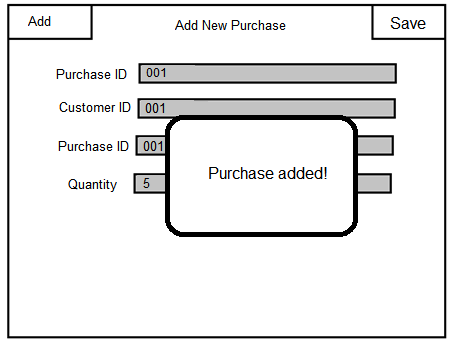 Add
Add New Purchase
Save
Purchase ID 001
Customer ID 001
Purchase ID 001
Quantity 5
Purchase added!